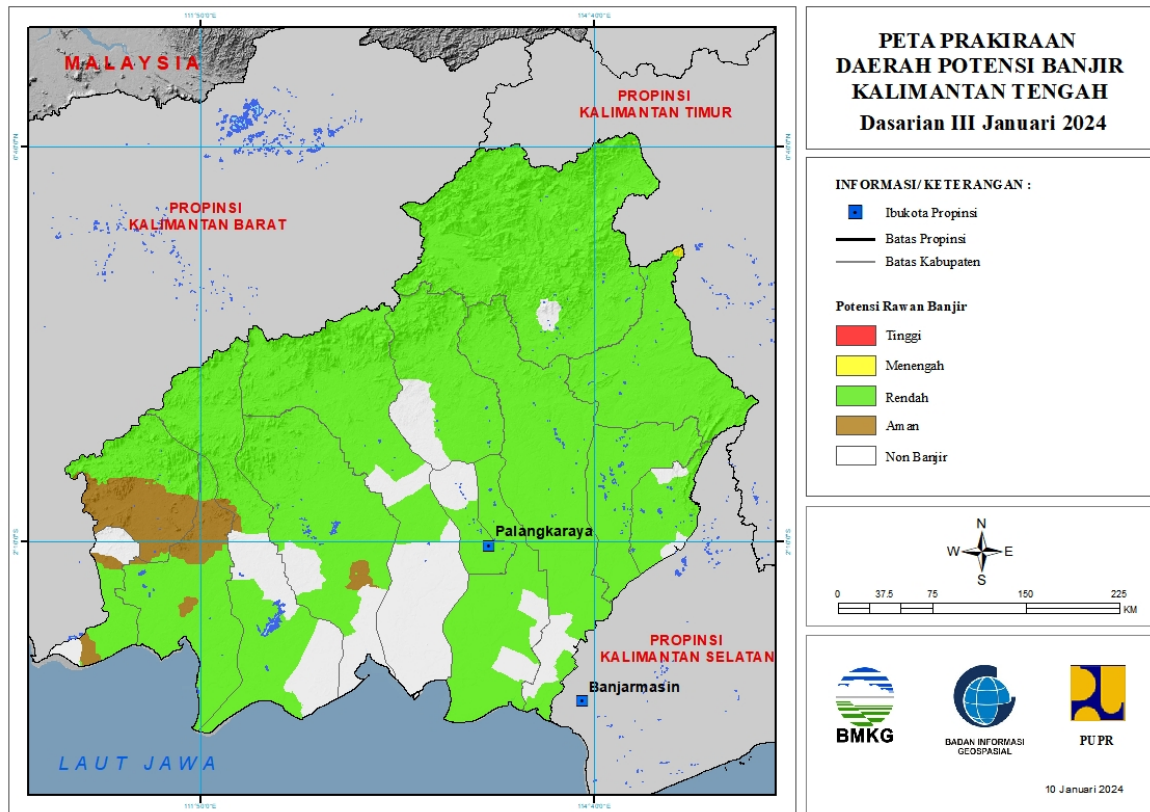 PETA PRAKIRAAN
DAERAH POTENSI BANJIR
KALIMANTAN TENGAH
Dasarian III Januari 2024
INFORMASI/KETERANGAN :
Ibukota Propinsi
Batas Propinsi
Batas Kabupaten
Potensi Rawan Banjir
Tinggi
Menengah
Rendah
Aman
Non Banjir
N
W E
S
0 37.5 75 150 225
KM
BMKG
BADAN INFORMASI
GEOSPASIAL
PUPR
10 Januari 2024
MALAYSIA
PROPINSI
KALIMANTAN TIMUR
PROPINSI
KALIMANTAN BARAT
Palangkaraya
PROPINSI
KALIMANTAN SELATAN
Banjarmasin
LAUT JAWA